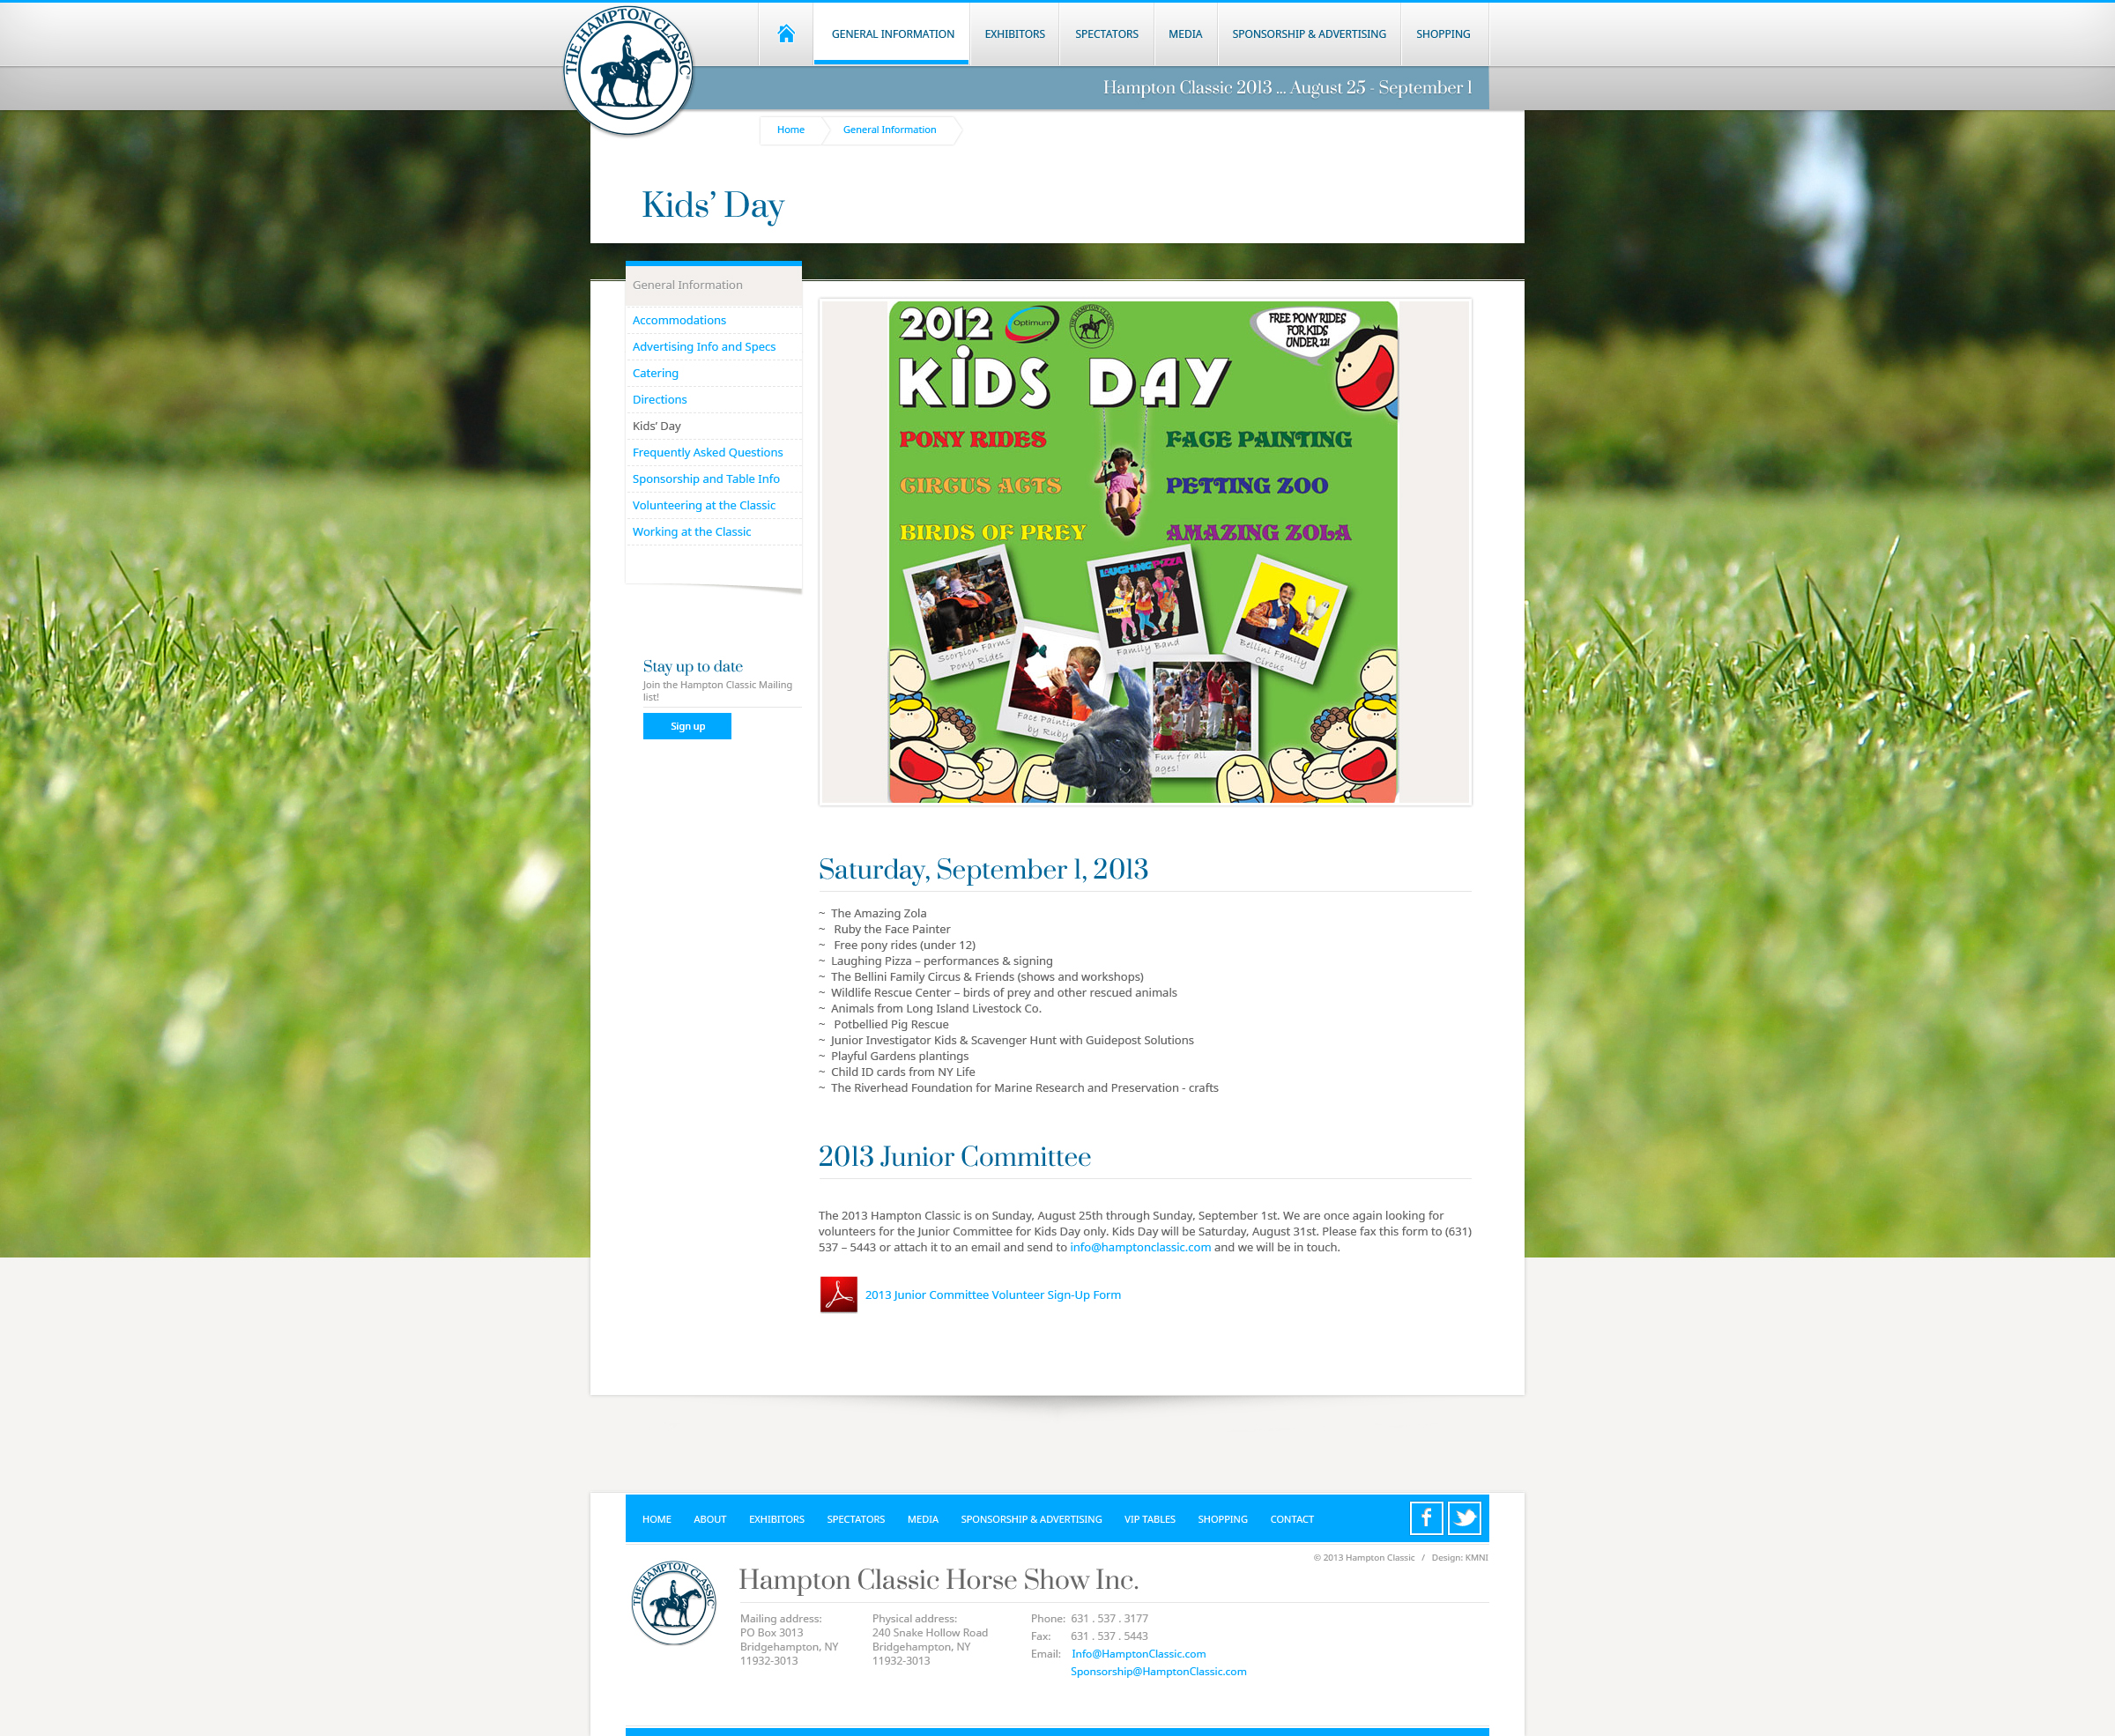 THE HAMPTON CLASSIC
GENERAL INFORMATION
EXHIBITORS
SPECTATORS
MEDIA
SPONSORSHIP & ADVERTISING
SHOPPING
Hampton Classic 2013 ... August 25 - September 1
Home
General Information
Kids’ Day
General Information
Accommodations
Advertising Info and Specs
Catering
Directions
Kids’ Day
Frequently Asked Questions
Sponsorship and Table Info
Volunteering at the Classic
Working at the Classic
Stay up to date
Join the Hampton Classic Mailing
list!
Sign up
2012
Optimum
THE HAMPTON CLASSIC
FREE PONY RIDES
FOR KIDS
UNDER 12!
KiDS DAY
PONY RIDES
FACE PAINTING
CIRCUS ACTS
PETTING ZOO
BIRDS OF PREY
AMAZING ZOLA
LAUGHING PIZZA
Scorpion Farms
Pony Rides
Family Band
Bellini Family
Circus
Face Painting
by Ruby
Fun for all
ages!
Saturday, September 1, 2013
~ The Amazing Zola
~ Ruby the Face Painter
~ Free pony rides (under 12)
~ Laughing Pizza – performances & signing
~ The Bellini Family Circus & Friends (shows and workshops)
~ Wildlife Rescue Center – birds of prey and other rescued animals
~ Animals from Long Island Livestock Co.
~ Potbellied Pig Rescue
~ Junior Investigator Kids & Scavenger Hunt with Guidepost Solutions
~ Playful Gardens plantings
~ Child ID cards from NY Life
~ The Riverhead Foundation for Marine Research and Preservation - crafts
2013 Junior Committee
The 2013 Hampton Classic is on Sunday, August 25th through Sunday, September 1st. We are once again looking for
volunteers for the Junior Committee for Kids Day only. Kids Day will be Saturday, August 31st. Please fax this form to (631)
537 – 5443 or attach it to an email and send to info@hamptonclassic.com and we will be in touch.
2013 Junior Committee Volunteer Sign-Up Form
HOME
ABOUT
EXHIBITORS
SPECTATORS
MEDIA
SPONSORSHIP & ADVERTISING
VIP TABLES
SHOPPING
CONTACT
© 2013 Hampton Classic / Design: KMNI
THE HAMPTON CLASSIC
Hampton Classic Horse Show Inc.
Mailing address:
PO Box 3013
Bridgehampton, NY
11932-3013
Physical address:
240 Snake Hollow Road
Bridgehampton, NY
11932-3013
Phone: 631 . 537 . 3177
Fax: 631 . 537 . 5443
Email: Info@HamptonClassic.com
Sponsorship@HamptonClassic.com